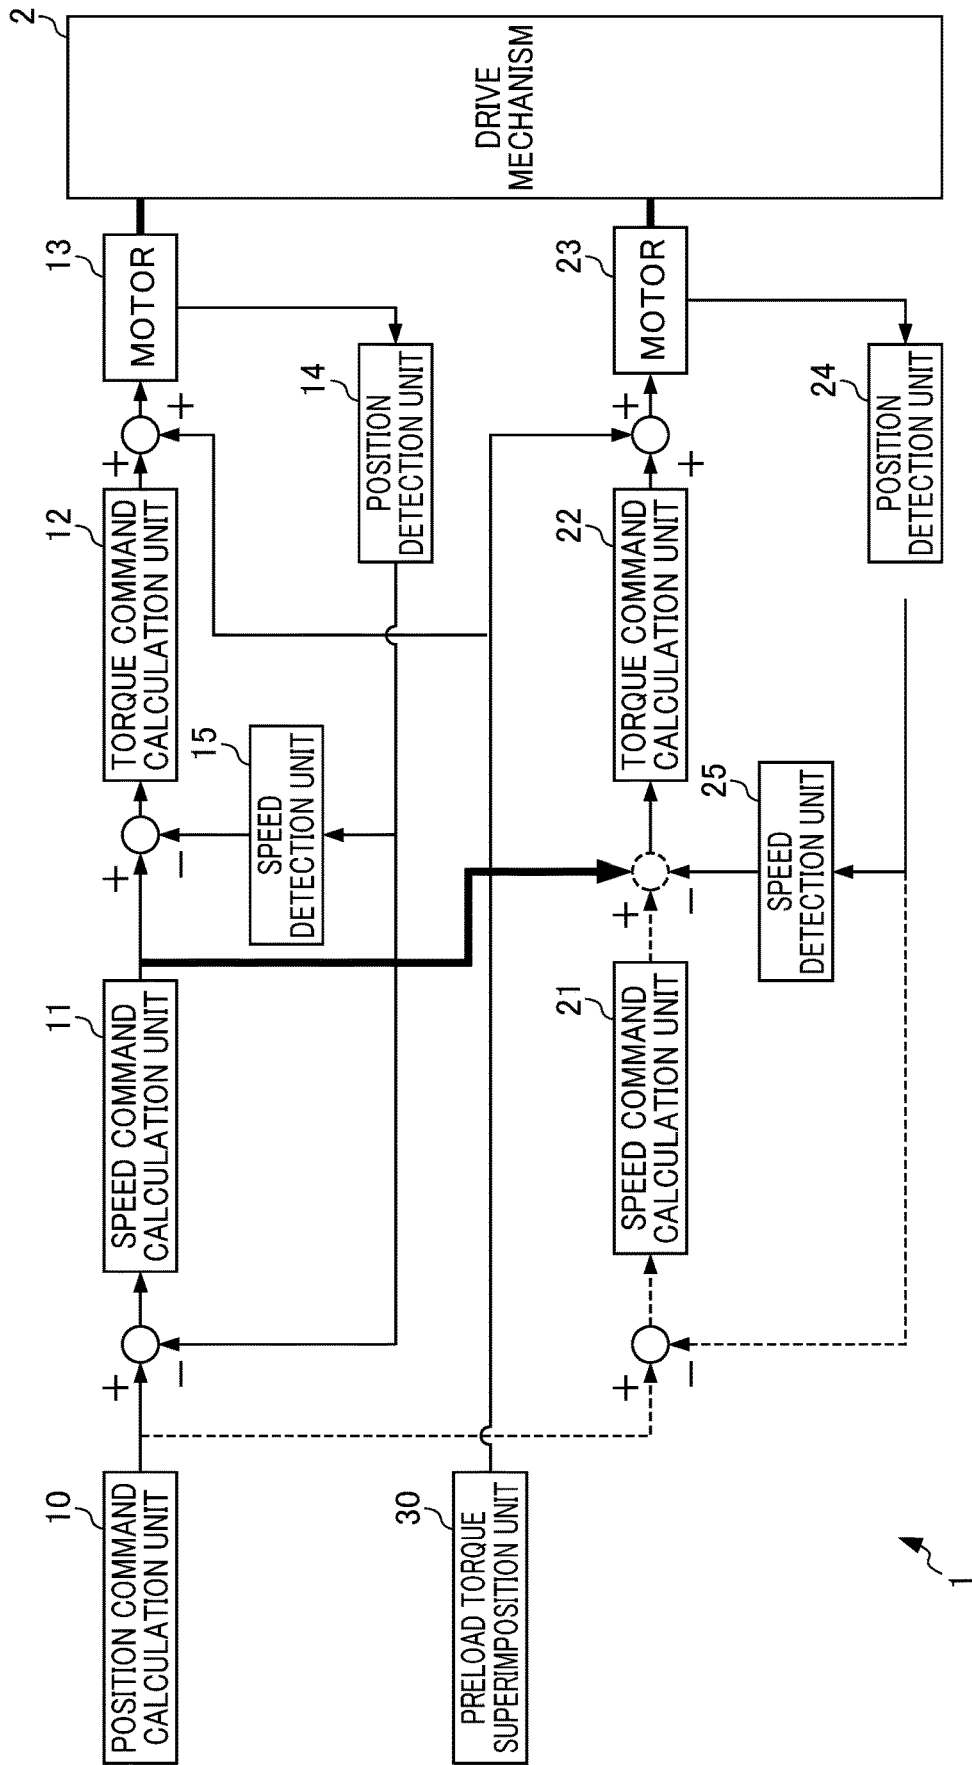 10
POSITION COMMAND
CALCULATION UNIT
+
−
11
SPEED COMMAND
CALCULATION UNIT
+
−
12
TORQUE COMMAND
CALCULATION UNIT
+
+
13
MOTOR
2
DRIVE
MECHANISM
15
SPEED
DETECTION UNIT
14
POSITION
DETECTION UNIT
30
PRELOAD TORQUE
SUPERIMPOSITION UNIT
+
−
21
SPEED COMMAND
CALCULATION UNIT
+
−
22
TORQUE COMMAND
CALCULATION UNIT
+
+
23
MOTOR
25
SPEED
DETECTION UNIT
24
POSITION
DETECTION UNIT
1